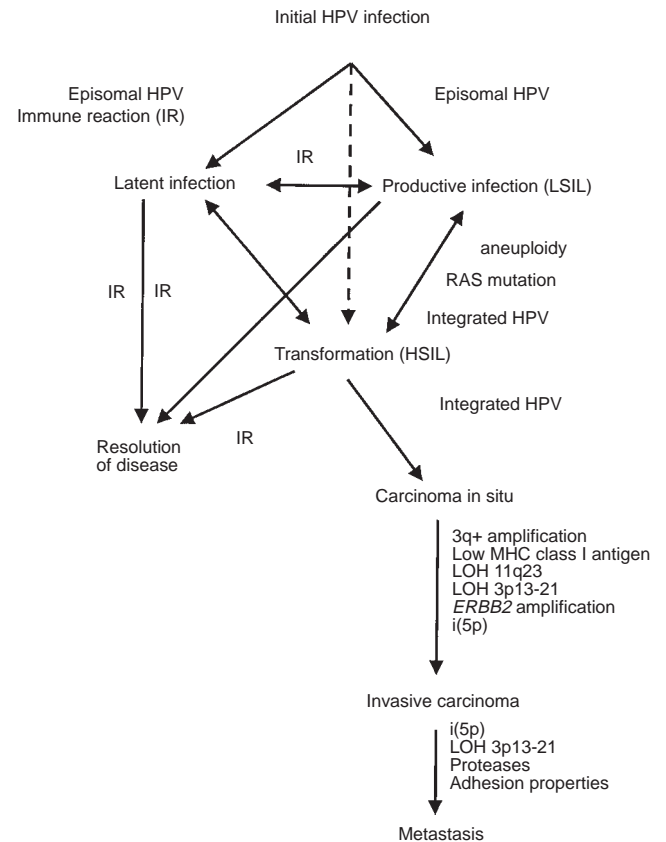 Initial HPV infection
Episomal HPV
Immune reaction (IR)
Episomal HPV
IR
Latent infection
Productive infection (LSIL)
aneuploidy
RAS mutation
IR
IR
Integrated HPV
Transformation (HSIL)
Integrated HPV
IR
Resolution
of disease
Carcinoma in situ
3q+ amplification
Low MHC class I antigen
LOH 11q23
LOH 3p13-21
ERBB2 amplification
i(5p)
Invasive carcinoma
i(5p)
LOH 3p13-21
Proteases
Adhesion properties
Metastasis